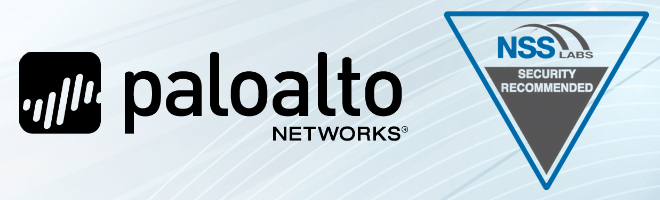 paloalto
NETWORKS®
NSS
LABS
SECURITY
RECOMMENDED